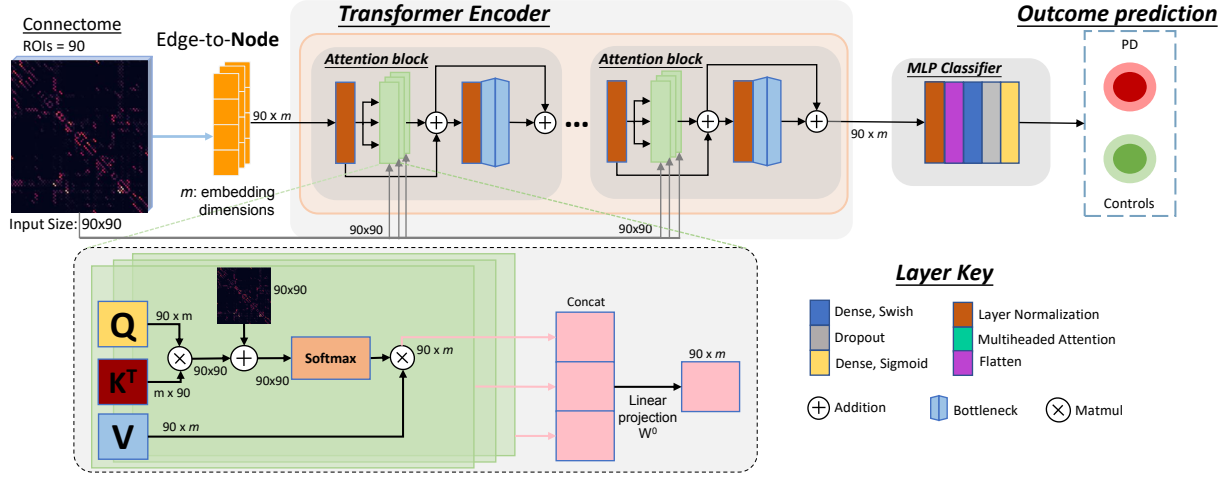 Connectome
ROIs = 90
Input Size: 90x90
Edge-to-Node
m: embedding
dimensions
90 x m
Transformer Encoder
Attention block
90x90
...
Attention block
90x90
90 x m
MLP Classifier
Outcome prediction
PD
Controls
Q
90 x m
K^T
m x 90
V
90 x m
90x90
90x90
90x90
Softmax
90 x m
Concat
Linear
projection
W^0
90 x m
Layer Key
Dense, Swish
Dropout
Dense, Sigmoid
Layer Normalization
Multiheaded Attention
Flatten
Addition
Bottleneck
Matmul